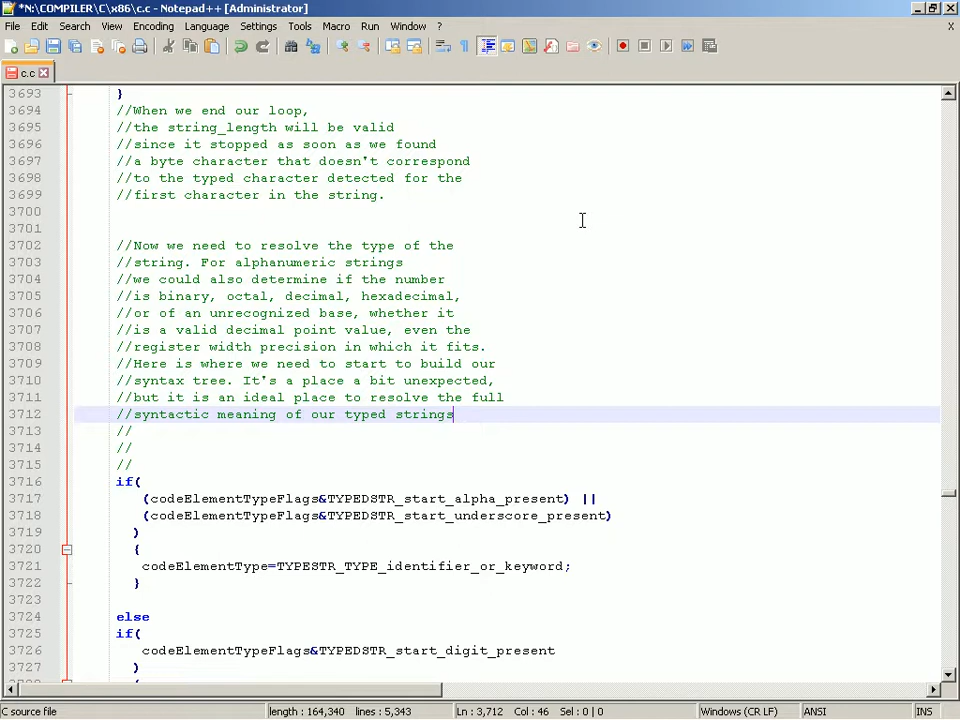 *N:\COMPILER\C\x86\c.c - Notepad++ [Administrator]
File Edit Search View Encoding Language Settings Tools Macro Run Window ? X
c.c
3693 }
3694 //When we end our loop,
3695 //the string_length will be valid
3696 //since it stopped as soon as we found
3697 //a byte character that doesn't correspond
3698 //to the typed character detected for the
3699 //first character in the string.
3700
3701
3702 //Now we need to resolve the type of the
3703 //string. For alphanumeric strings
3704 //we could also determine if the number
3705 //is binary, octal, decimal, hexadecimal,
3706 //or of an unrecognized base, whether it
3707 //is a valid decimal point value, even the
3708 //register width precision in which it fits.
3709 //Here is where we need to start to build our
3710 //syntax tree. It's a place a bit unexpected,
3711 //but it is an ideal place to resolve the full
3712 //syntactic meaning of our typed strings
3713 //
3714 //
3715 //
3716 if(
3717 (codeElementTypeFlags&TYPEDSTR_start_alpha_present) ||
3718 (codeElementTypeFlags&TYPEDSTR_start_underscore_present)
3719 )
3720 {
3721 codeElementType=TYPESTR_TYPE_identifier_or_keyword;
3722 }
3723
3724 else
3725 if(
3726 codeElementTypeFlags&TYPEDSTR_start_digit_present
3727 )
C source file length : 164,340 lines : 5,343 Ln : 3,712 Col : 46 Sel : 0 | 0 Windows (CR LF) ANSI INS